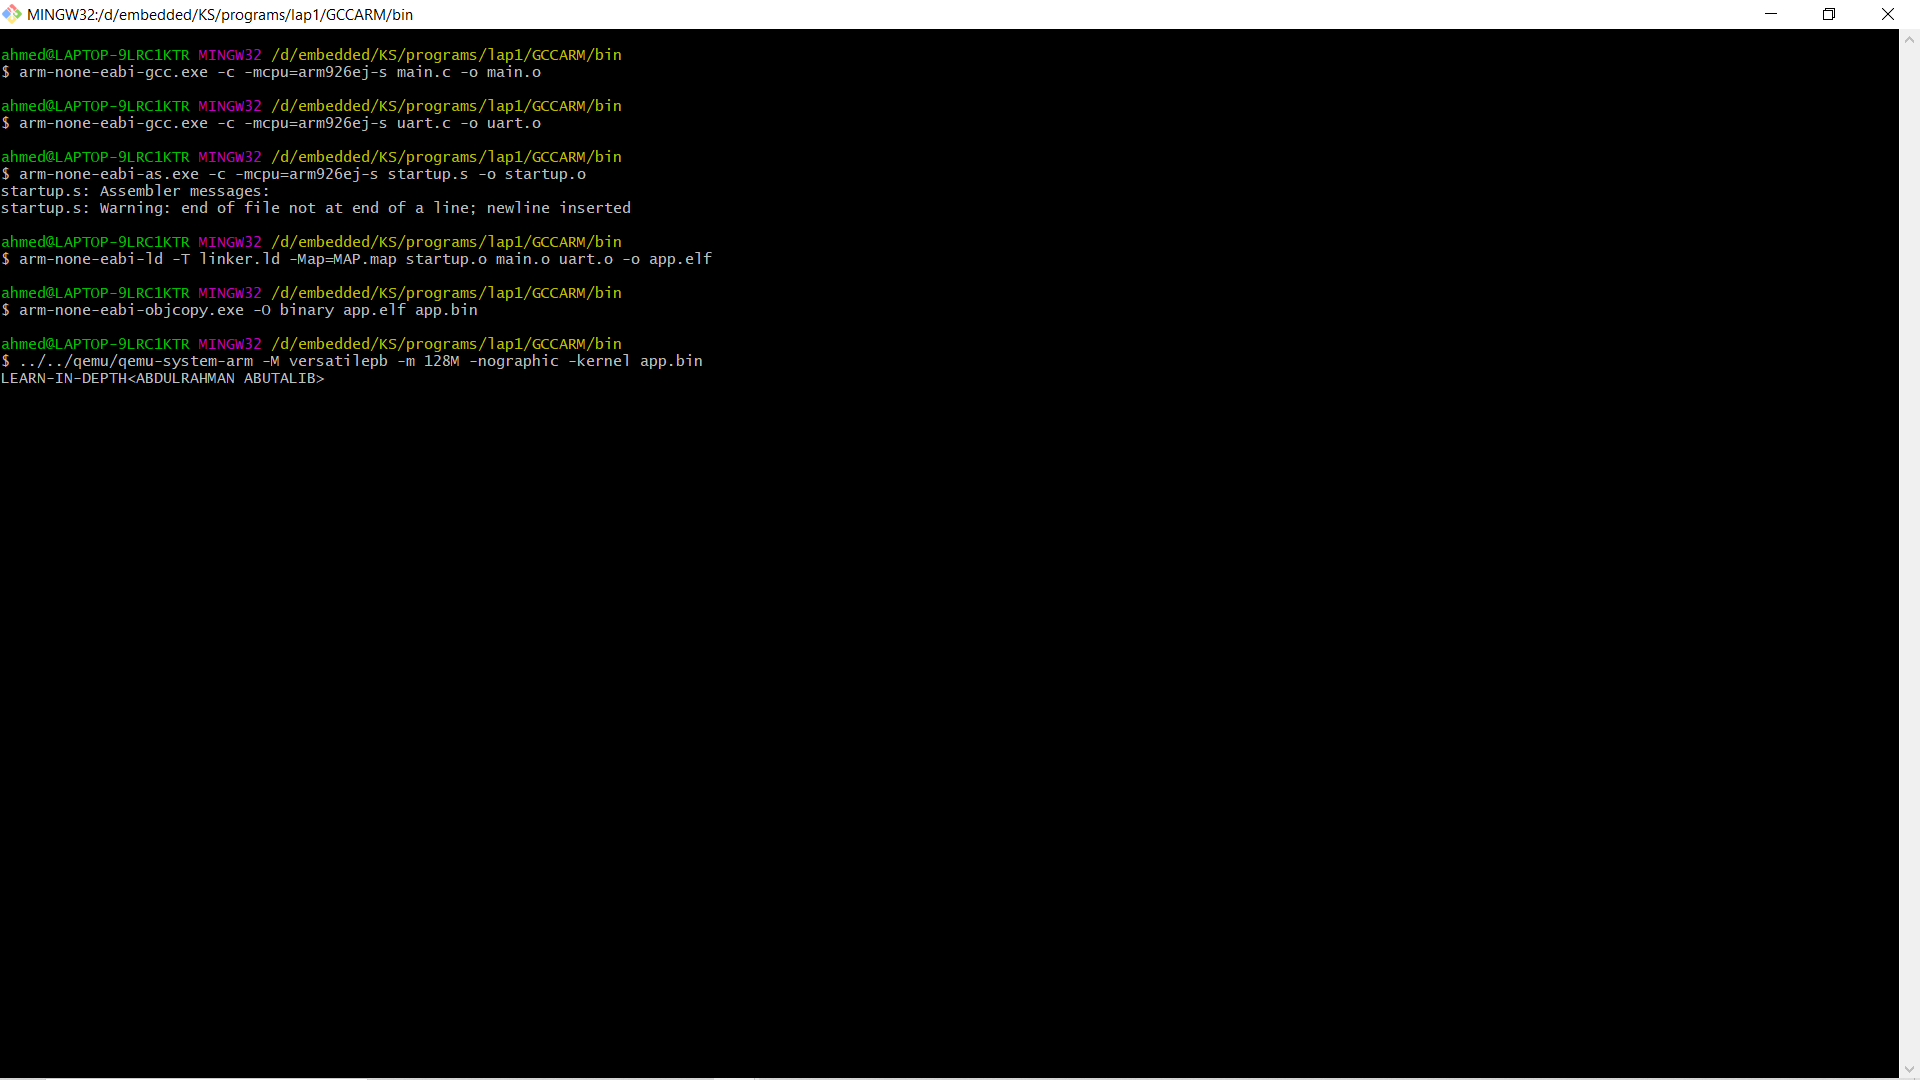 MINGW32:/d/embedded/KS/programs/lap1/GCCARM/bin
ahmed@LAPTOP-9LRC1KTR MINGW32 /d/embedded/KS/programs/lap1/GCCARM/bin
$ arm-none-eabi-gcc.exe -c -mcpu=arm926ej-s main.c -o main.o
ahmed@LAPTOP-9LRC1KTR MINGW32 /d/embedded/KS/programs/lap1/GCCARM/bin
$ arm-none-eabi-gcc.exe -c -mcpu=arm926ej-s uart.c -o uart.o
ahmed@LAPTOP-9LRC1KTR MINGW32 /d/embedded/KS/programs/lap1/GCCARM/bin
$ arm-none-eabi-as.exe -c -mcpu=arm926ej-s startup.s -o startup.o
startup.s: Assembler messages:
startup.s: Warning: end of file not at end of a line; newline inserted
ahmed@LAPTOP-9LRC1KTR MINGW32 /d/embedded/KS/programs/lap1/GCCARM/bin
$ arm-none-eabi-ld -T linker.ld -Map=MAP.map startup.o main.o uart.o -o app.elf
ahmed@LAPTOP-9LRC1KTR MINGW32 /d/embedded/KS/programs/lap1/GCCARM/bin
$ arm-none-eabi-objcopy.exe -O binary app.elf app.bin
ahmed@LAPTOP-9LRC1KTR MINGW32 /d/embedded/KS/programs/lap1/GCCARM/bin
$ ../../qemu/qemu-system-arm -M versatilepb -m 128M -nographic -kernel app.bin
LEARN-IN-DEPTH<ABDULRAHMAN ABUTALIB>